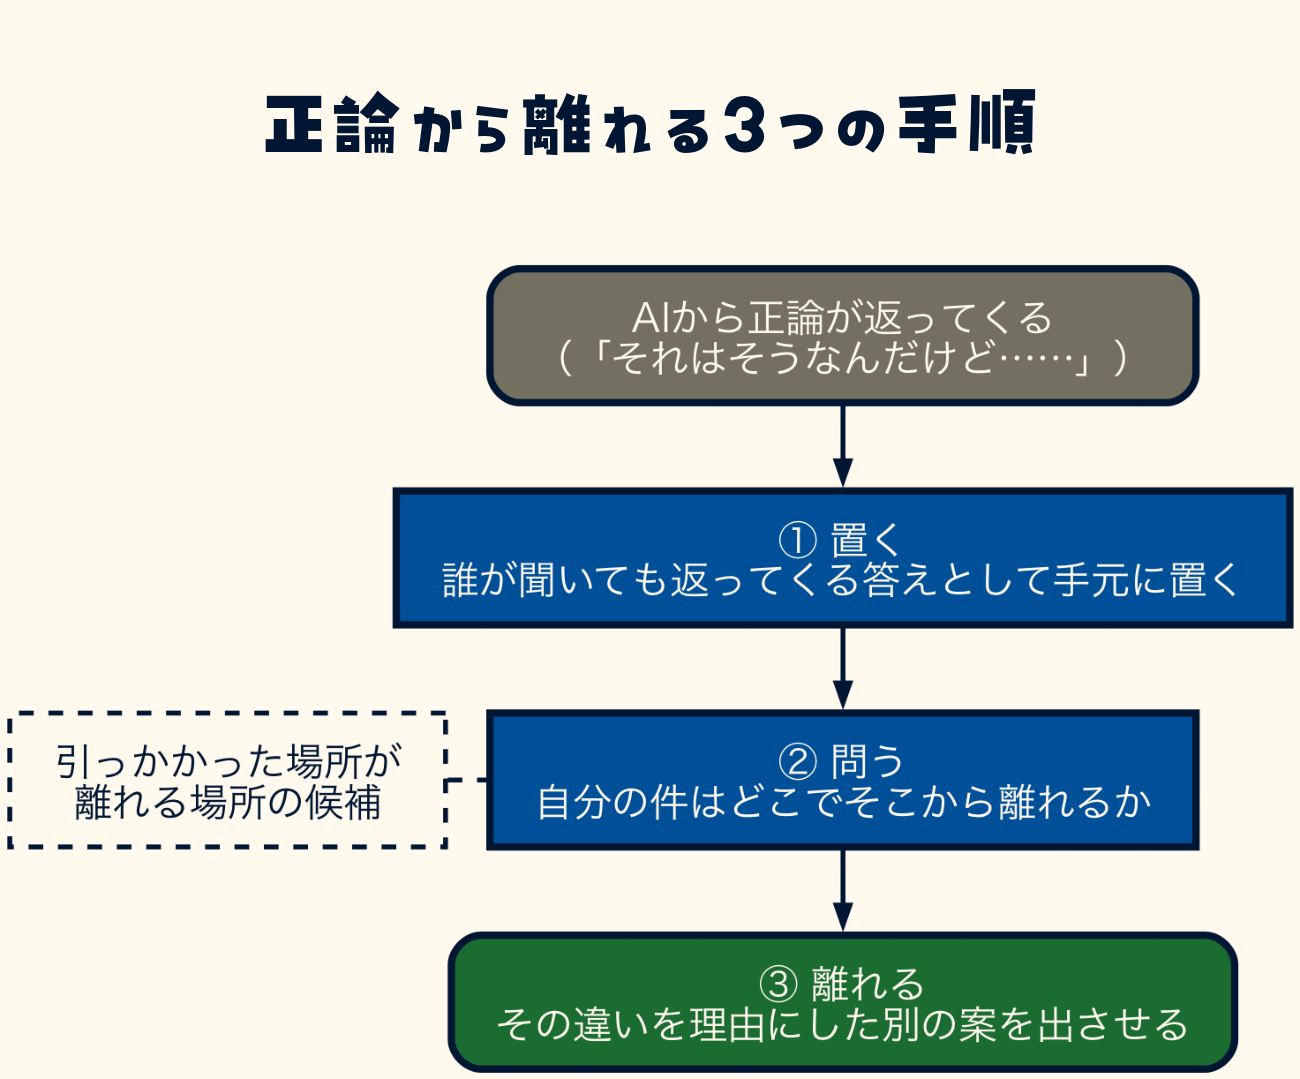 正論から離れる3つの手順
AIから正論が返ってくる
（「それはそうなんだけど……」）
① 置く
誰が聞いても返ってくる答えとして手元に置く
引っかかった場所が
離れる場所の候補
② 問う
自分の件はどこでそこから離れるか
③ 離れる
その違いを理由にした別の案を出させる